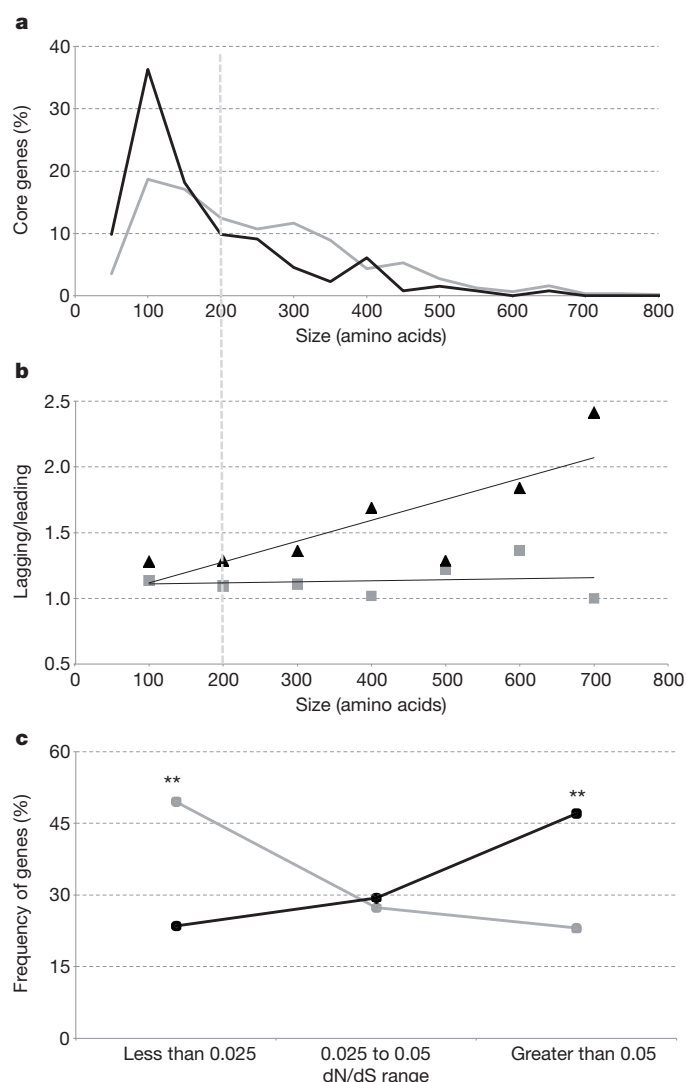 a
40
30
20
10
0
Core genes (%)
0 100 200 300 400 500 600 700 800
Size (amino acids)
b
2.5
2.0
1.5
1.0
0.5
Lagging/leading
0 100 200 300 400 500 600 700 800
Size (amino acids)
c
60
45
30
15
0
Frequency of genes (%)
**
**
Less than 0.025 0.025 to 0.05 Greater than 0.05
dN/dS range